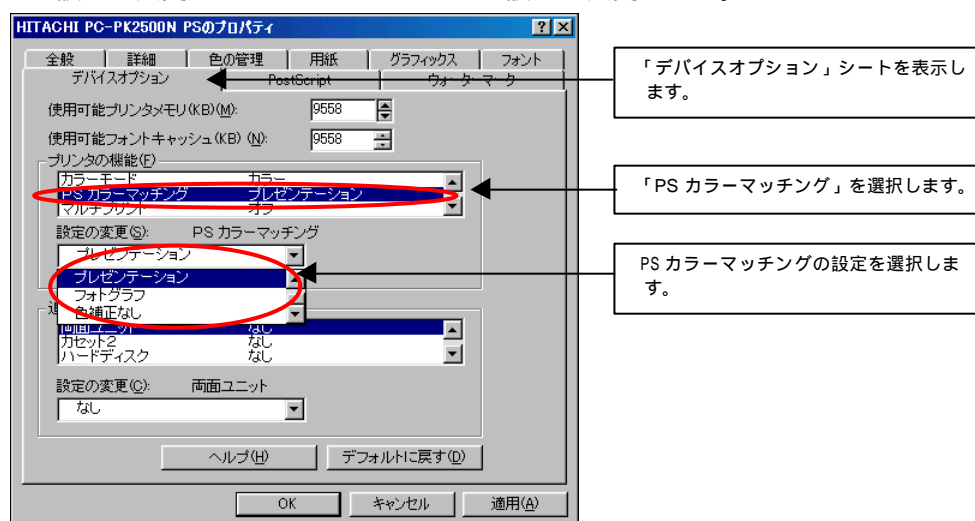 HITACHI PC-PK2500N PSのプロパティ
全般 詳細 色の管理 用紙 グラフィックス フォント
デバイスオプション PostScript ウォーターマーク
使用可能プリンタメモリ(KB)(M): 9558
使用可能フォントキャッシュ(KB) (N): 9558
プリンタの機能(F)
カラーモード カラー
PS カラーマッチング プレゼンテーション
マルチプリント オフ
設定の変更(S): PS カラーマッチング
プレゼンテーション
プレゼンテーション
フォトグラフ
色補正なし
両面ユニット なし
カセット2 なし
ハードディスク なし
設定の変更(C): 両面ユニット
なし
ヘルプ(H) デフォルトに戻す(D)
OK キャンセル 適用(A)
「デバイスオプション」シートを表示し
ます。
「PS カラーマッチング」を選択します。
PS カラーマッチングの設定を選択しま
す。